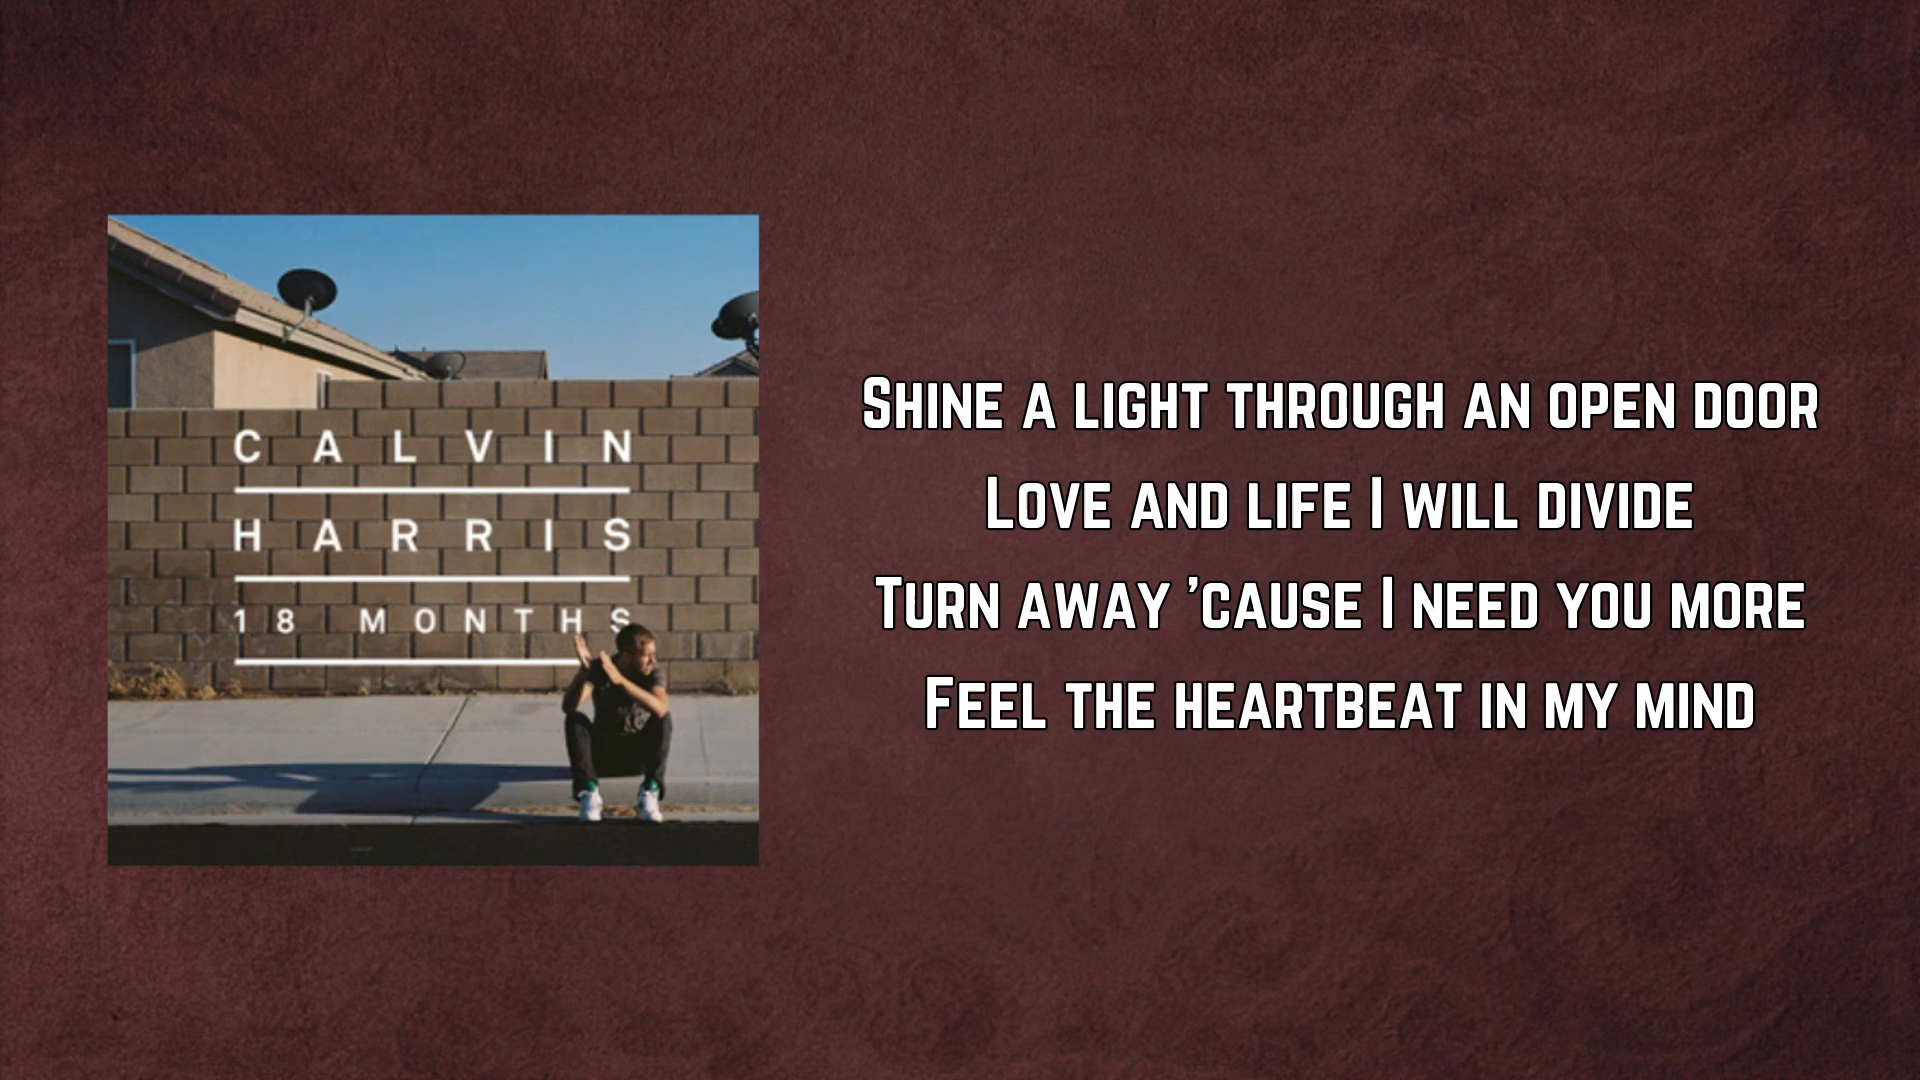 CALVIN
HARRIS
18 MONTHS
Shine a light through an open door
Love and life I will divide
Turn away 'cause I need you more
Feel the heartbeat in my mind